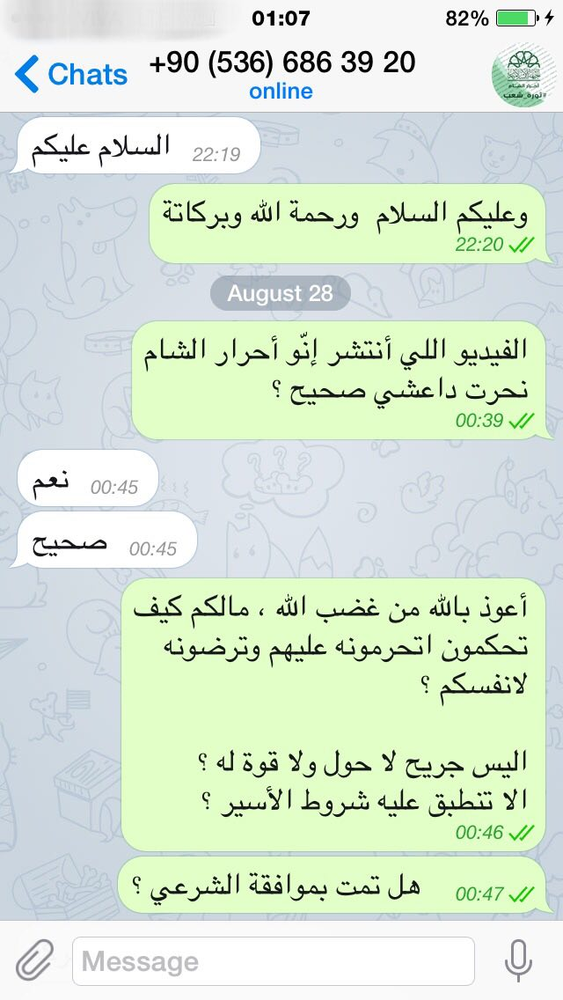 01:07
82%
Chats
+90 (536) 686 39 20
online
#ثورة_شعب
السلام عليكم
22:19
وعليكم السلام ورحمة الله وبركاتة
22:20
August 28
الفيديو اللي أنتشر إنّو أحرار الشام
نحرت داعشي صحيح ؟
00:39
نعم
00:45
صحيح
00:45
أعوذ بالله من غضب الله ، مالكم كيف
تحكمون اتحرمونه عليهم وترضونه
لانفسكم ؟
اليس جريح لا حول ولا قوة له ؟
الا تنطبق عليه شروط الأسير ؟
00:46
هل تمت بموافقة الشرعي ؟
00:47
Message